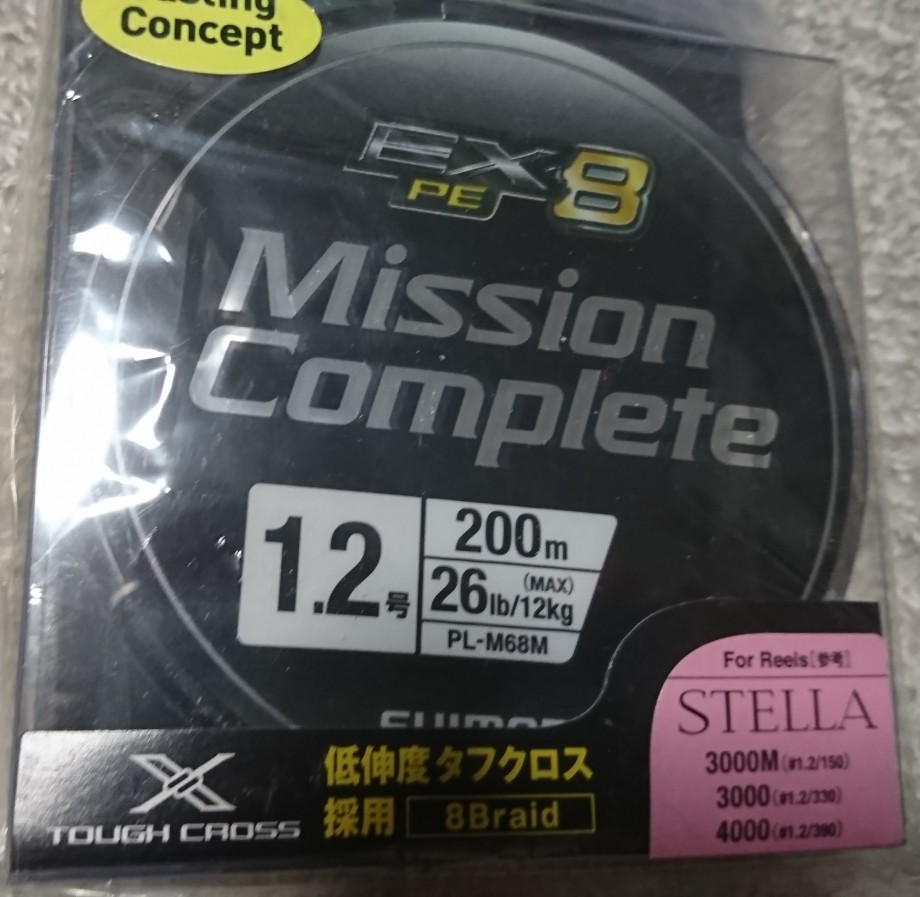 Concept
EX8
PE
Mission
Complete
1.2号
200m
26lb/12kg
(MAX)
PL-M68M
For Reels[参考]
STELLA
3000M(#1.2/150)
3000(#1.2/330)
4000(#1.2/390)
TOUGH CROSS
低伸度タフクロス
採用 8Braid